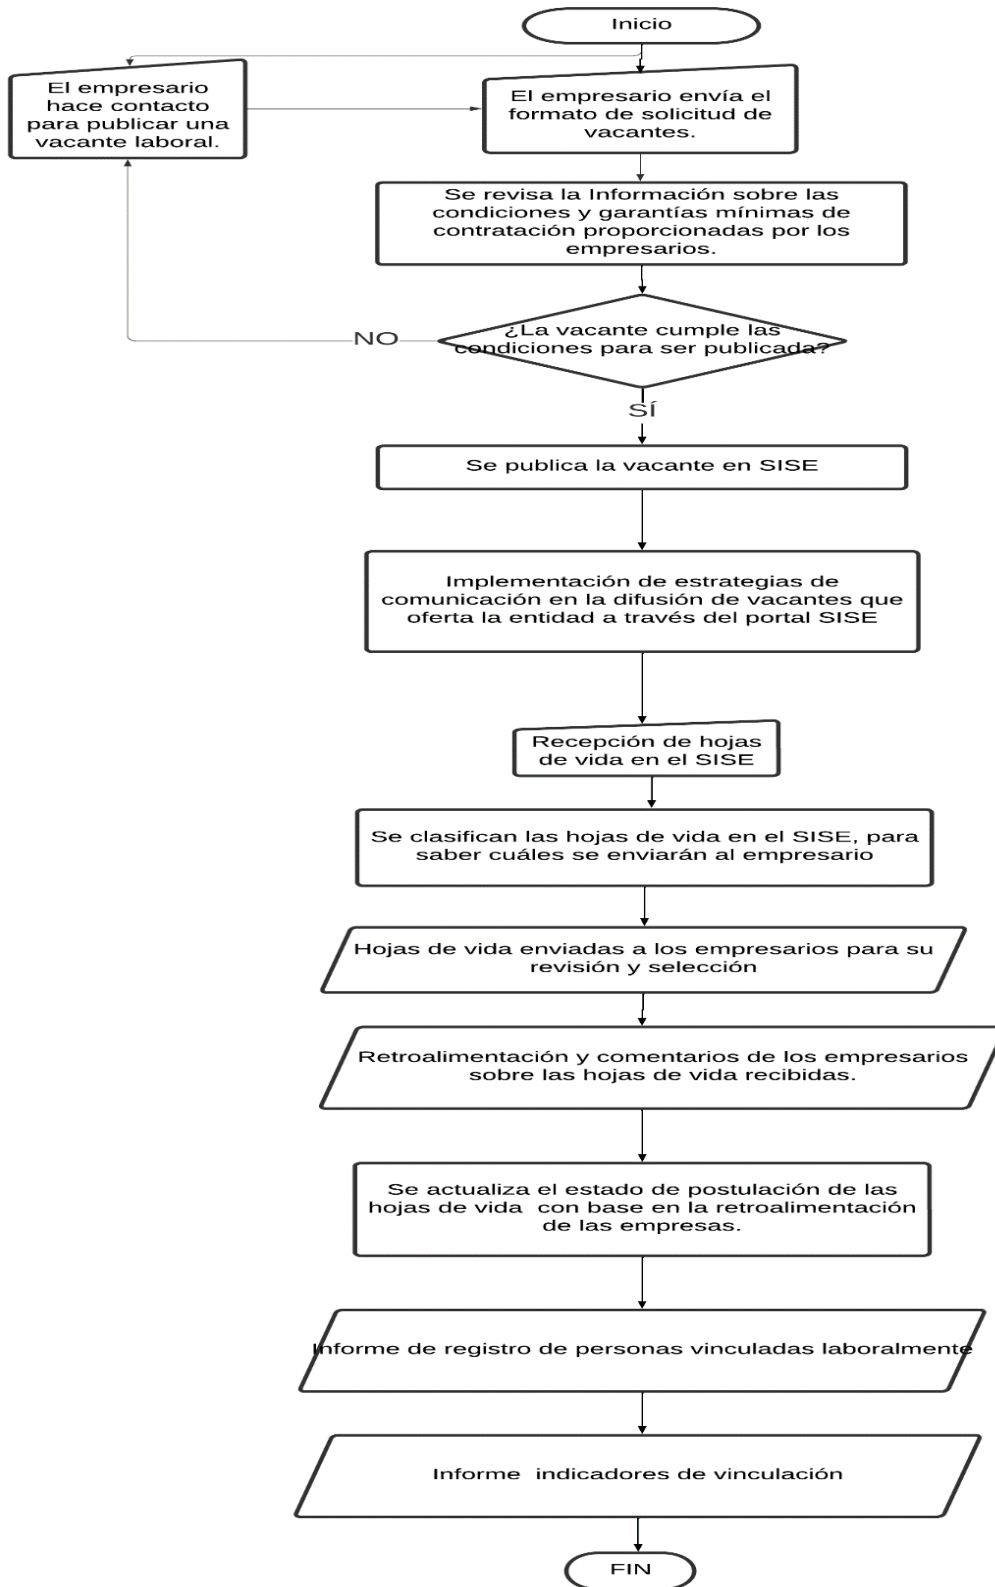 Inicio
El empresario
hace contacto
para publicar una
vacante laboral.
El empresario envía el
formato de solicitud de
vacantes.
Se revisa la Información sobre las
condiciones y garantías mínimas de
contratación proporcionadas por los
empresarios.
¿La vacante cumple las
condiciones para ser publicada?
NO
SÍ
Se publica la vacante en SISE
Implementación de estrategias de
comunicación en la difusión de vacantes que
oferta la entidad a través del portal SISE
Recepción de hojas
de vida en el SISE
Se clasifican las hojas de vida en el SISE, para
saber cuáles se enviarán al empresario
Hojas de vida enviadas a los empresarios para su
revisión y selección
Retroalimentación y comentarios de los empresarios
sobre las hojas de vida recibidas.
Se actualiza el estado de postulación de las
hojas de vida  con base en la retroalimentación
de las empresas.
Informe de registro de personas vinculadas laboralmente
Informe  indicadores de vinculación
FIN